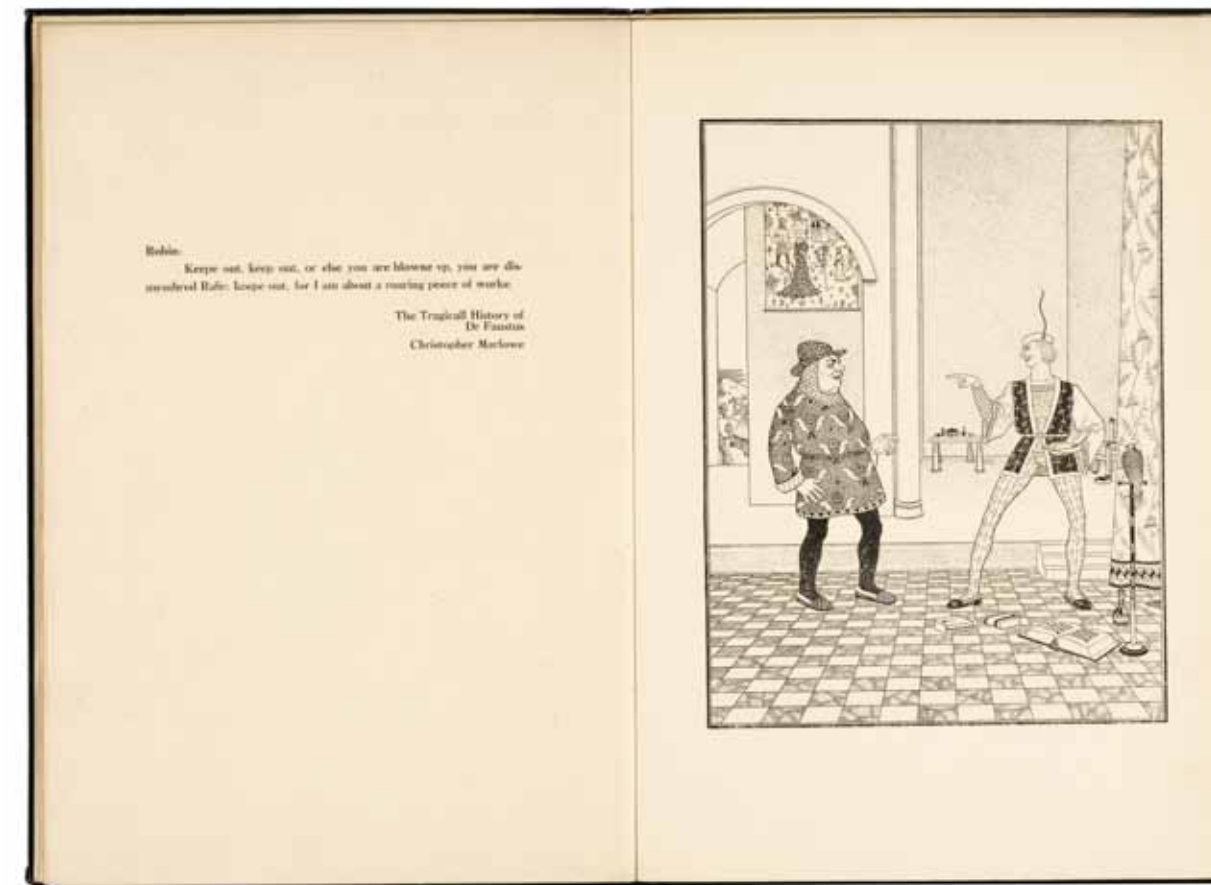 Robin.
Keepe out, keep out, or else you are blowne vp, you are dis-
membred Rafe: keepe out, for I am about a roaring peece of worke.
The Tragicall History of
Dr Faustus
Christopher Marlowe